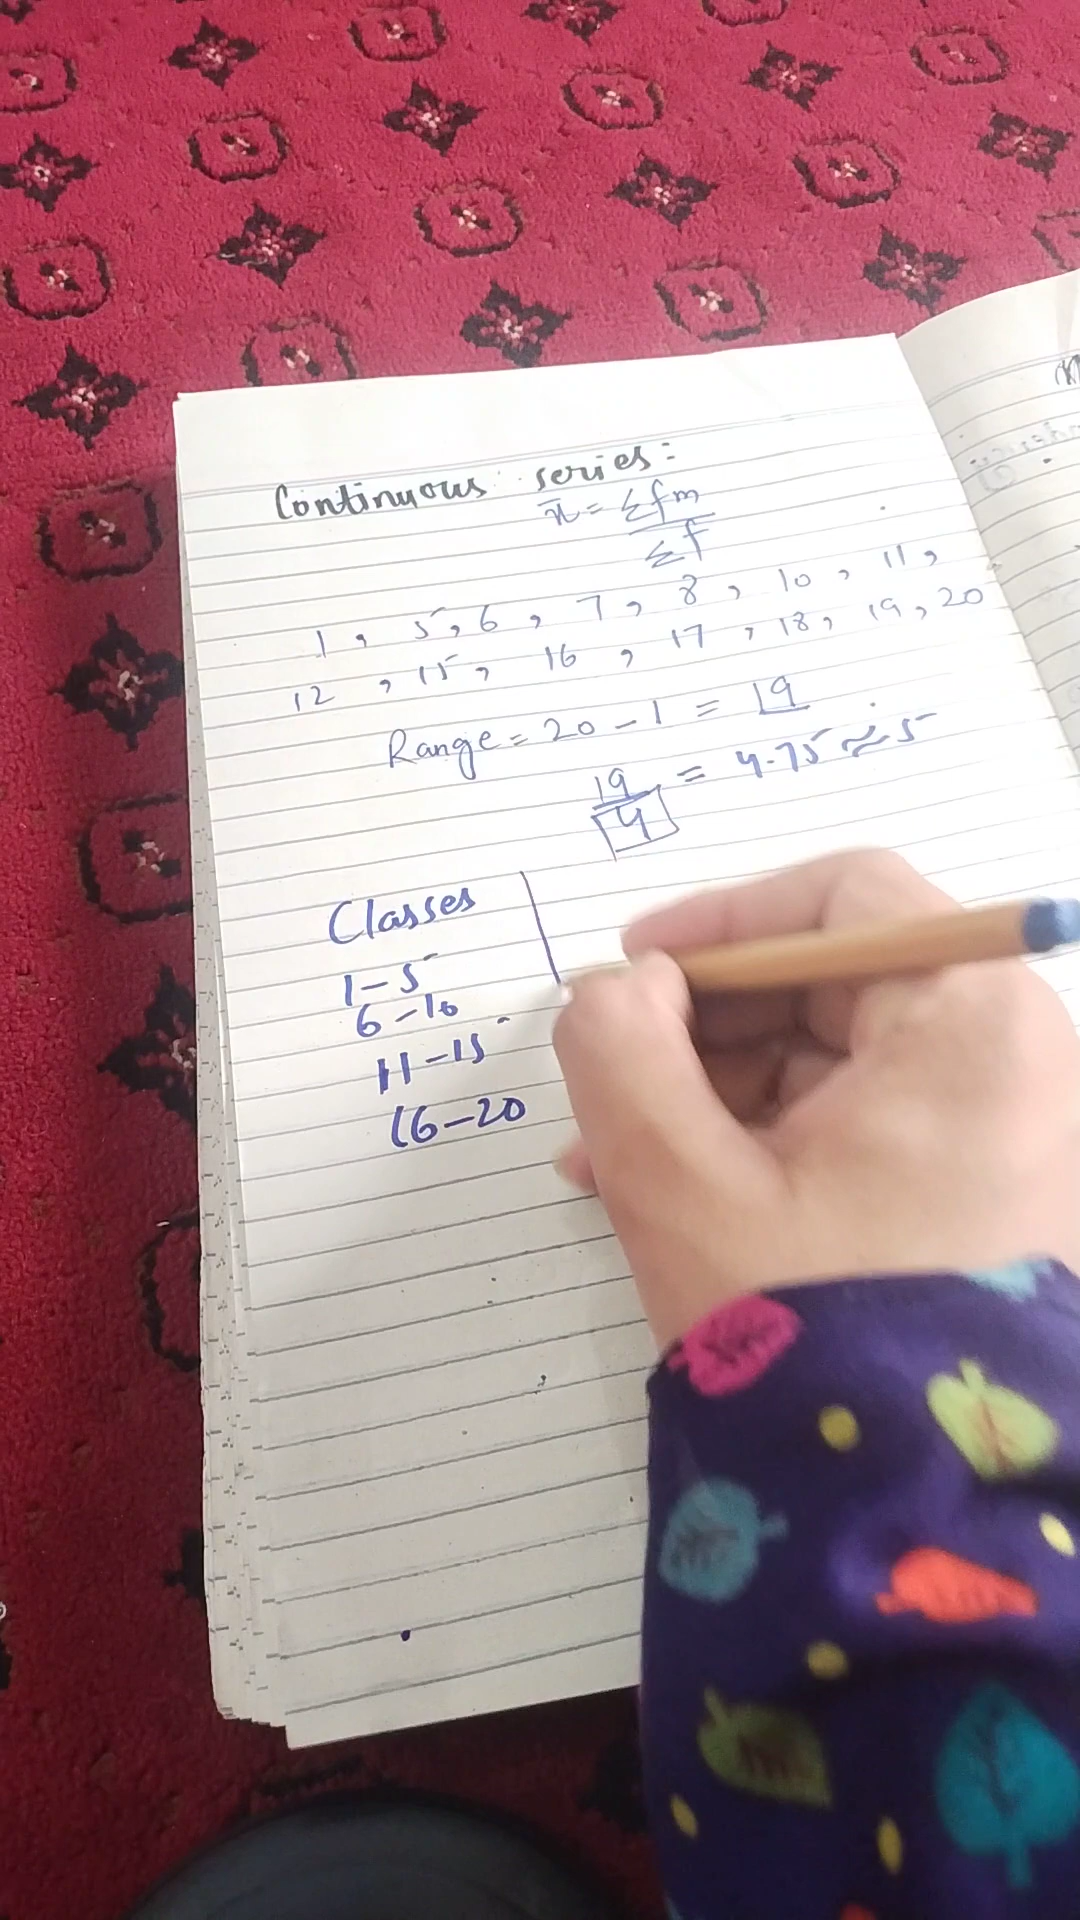 Continuous series:
x̄ = Σfm
Σf
1, 5, 6, 7, 8, 10, 11,
12, 15, 16, 17, 18, 19, 20
Range = 20 - 1 = 19
19
4
= 4.75 ≈ 5
Classes
1-5
6-10
11-15
16-20